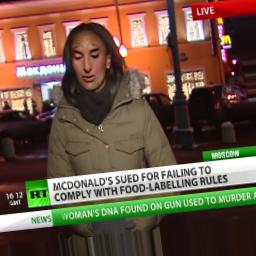 LIVE
Макдоналдс
MOSCOW
16:12
GMT
RT
MCDONALD'S SUED FOR FAILING TO
COMPLY WITH FOOD-LABELLING RULES
NEWS
WOMAN'S DNA FOUND ON GUN USED TO MURDER A